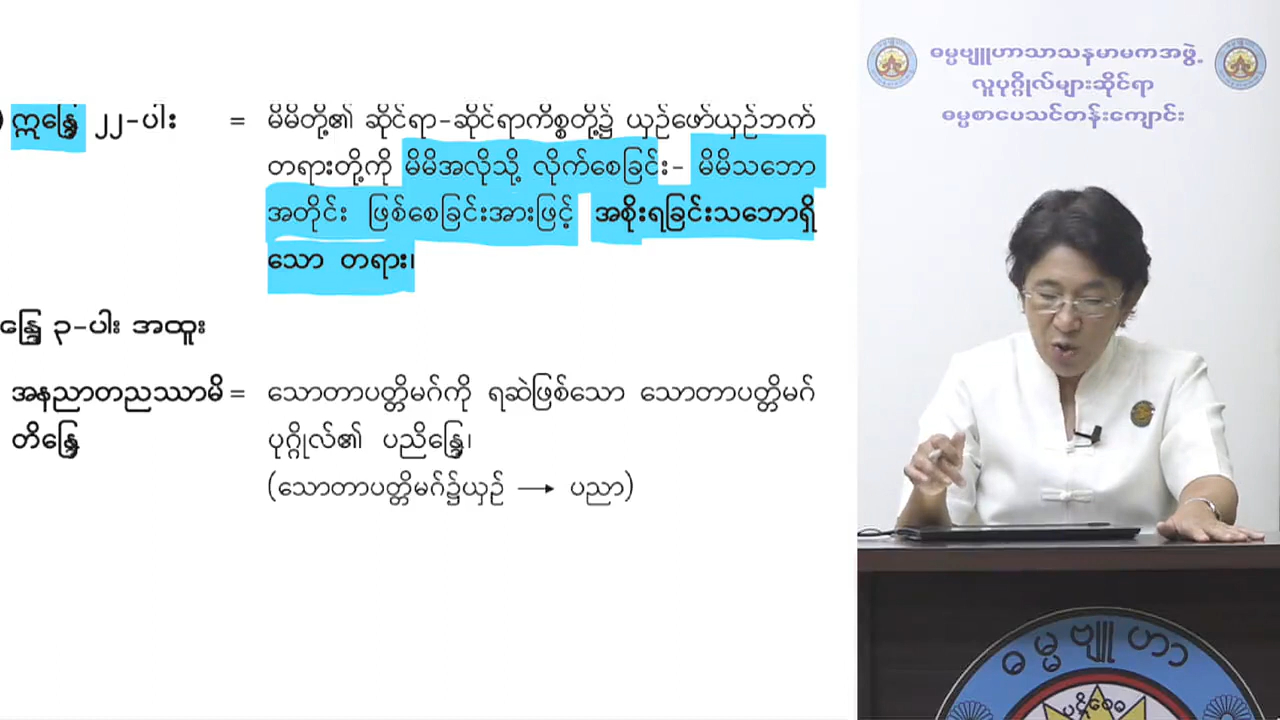 ဣန္ဒြေ ၂၂-ပါး = မိမိတို့၏ ဆိုင်ရာ-ဆိုင်ရာကိစ္စတို့၌ ယှဉ်ဖော်ယှဉ်ဘက်
တရားတို့ကို မိမိအလိုသို့ လိုက်စေခြင်း- မိမိသဘော
အတိုင်း ဖြစ်စေခြင်းအားဖြင့် အစိုးရခြင်းသဘောရှိ
သော တရား၊
န္ဒြေ ၃-ပါး အထူး
အနညာတညဿာမိ = သောတာပတ္တိမဂ်ကို ရဆဲဖြစ်သော သောတာပတ္တိမဂ်
တိန္ဒြေ ပုဂ္ဂိုလ်၏ ပညိန္ဒြေ၊
(သောတာပတ္တိမဂ်၌ယှဉ် → ပညာ)
ဓမ္မဗျူဟာသာသနမာမကအဖွဲ့
လူပုဂ္ဂိုလ်များဆိုင်ရာ
ဓမ္မစာပေသင်တန်းကျောင်း
ဓမ္မဗျူဟာ